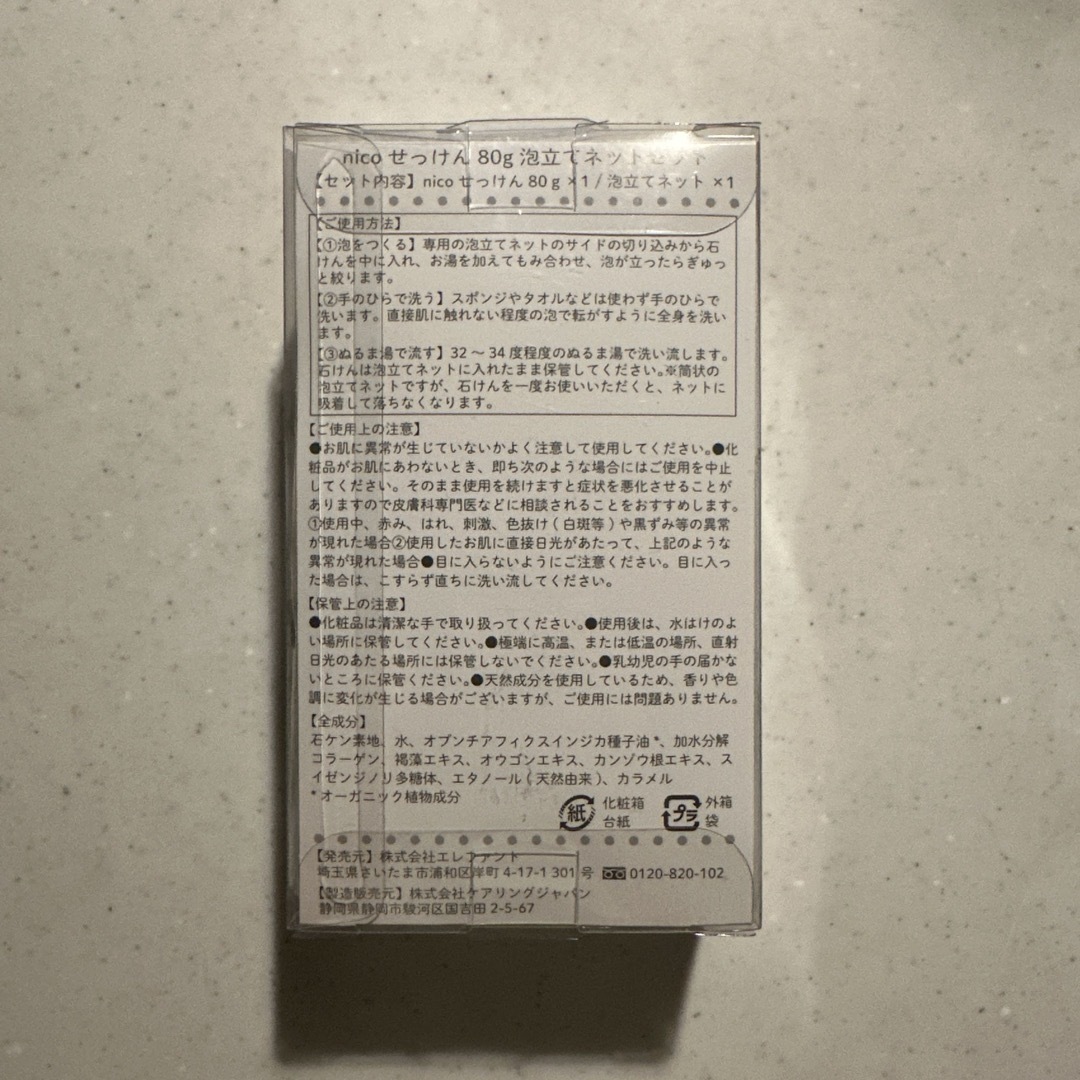 nico せっけん 80g 泡立てネットセット
【セット内容】nico せっけん 80ｇ×1 / 泡立てネット ×1
【ご使用方法】
【①泡をつくる】専用の泡立てネットのサイドの切り込みから石
けんを中に入れ、お湯を加えてもみ合わせ、泡が立ったらぎゅっ
と絞ります。
【②手のひらで洗う】スポンジやタオルなどは使わず手のひらで
洗います。直接肌に触れない程度の泡で転がすように全身を洗い
ます。
【③ぬるま湯で流す】32 ～ 34 度程度のぬるま湯で洗い流します。
石けんは泡立てネットに入れたまま保管してください。※筒状の
泡立てネットですが、石けんを一度お使いいただくと、ネットに
吸着して落ちなくなります。
【ご使用上の注意】
●お肌に異常が生じていないかよく注意して使用してください。●化
粧品がお肌にあわないとき、即ち次のような場合にはご使用を中止
してください。そのまま使用を続けますと症状を悪化させることが
ありますので皮膚科専門医などに相談されることをおすすめします。
①使用中、赤み、はれ、刺激、色抜け ( 白斑等 ) や黒ずみ等の異常
が現れた場合②使用したお肌に直接日光があたって、上記のような
異常が現れた場合●目に入らないようにご注意ください。目に入っ
た場合は、こすらず直ちに洗い流してください。
【保管上の注意】
●化粧品は清潔な手で取り扱ってください。●使用後は、水はけのよ
い場所に保管してください。●極端に高温、または低温の場所、直射
日光のあたる場所には保管しないでください。●乳幼児の手の届かな
いところに保管ください。●天然成分を使用しているため、香りや色
調に変化が生じる場合がございますが、ご使用には問題ありません。
【全成分】
石ケン素地、水、オプンチアフィクスインジカ種子油 *、加水分解
コラーゲン、褐藻エキス、オウゴンエキス、カンゾウ根エキス、ス
イゼンジノリ多糖体、エタノール ( 天然由来 )、カラメル
* オーガニック植物成分
紙 化粧箱 台紙 プラ 外箱 袋
【発売元】株式会社エレファント
埼玉県さいたま市浦和区岸町 4-17-1 301 号 0120-820-102
【製造販売元】株式会社ケアリングジャパン
静岡県静岡市駿河区国吉田 2-5-67